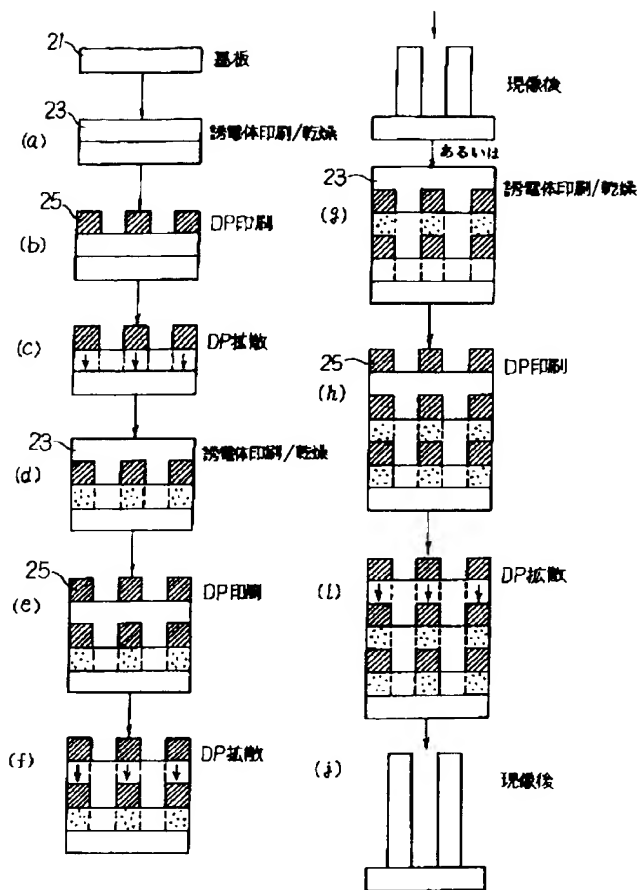 21
基板
23
(a)
誘電体印刷/乾燥
25
DP印刷
(b)
(c)
DP拡散
23
誘電体印刷/乾燥
(d)
25
DP印刷
(e)
(f)
DP拡散
現像後
あるいは
23
誘電体印刷/乾燥
(g)
25
DP印刷
(h)
(i)
DP拡散
(j)
現像後